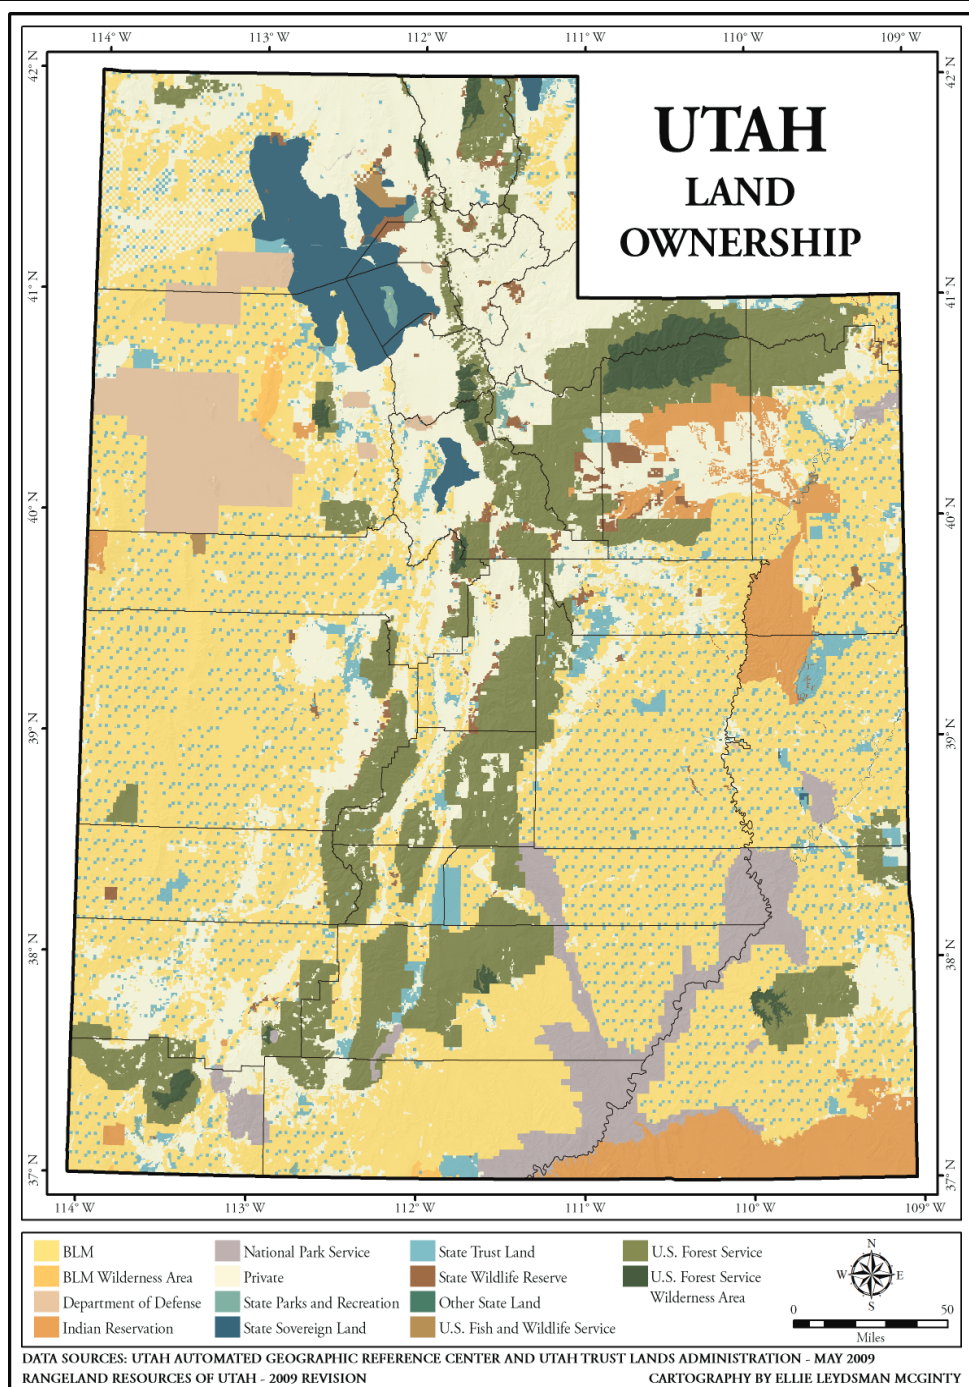 114° W 113° W 112° W 111° W 110° W 109° W
42° N 42° N
UTAH
LAND
OWNERSHIP
41° N 41° N
40° N 40° N
39° N 39° N
38° N 38° N
37° N 37° N
114° W 113° W 112° W 111° W 110° W 109° W
BLM
BLM Wilderness Area
Department of Defense
Indian Reservation
National Park Service
Private
State Parks and Recreation
State Sovereign Land
State Trust Land
State Wildlife Reserve
Other State Land
U.S. Fish and Wildlife Service
U.S. Forest Service
U.S. Forest Service
Wilderness Area
N
W E
S
0 50
Miles
DATA SOURCES: UTAH AUTOMATED GEOGRAPHIC REFERENCE CENTER AND UTAH TRUST LANDS ADMINISTRATION - MAY 2009
RANGELAND RESOURCES OF UTAH - 2009 REVISION CARTOGRAPHY BY ELLIE LEYDSMAN MCGINTY